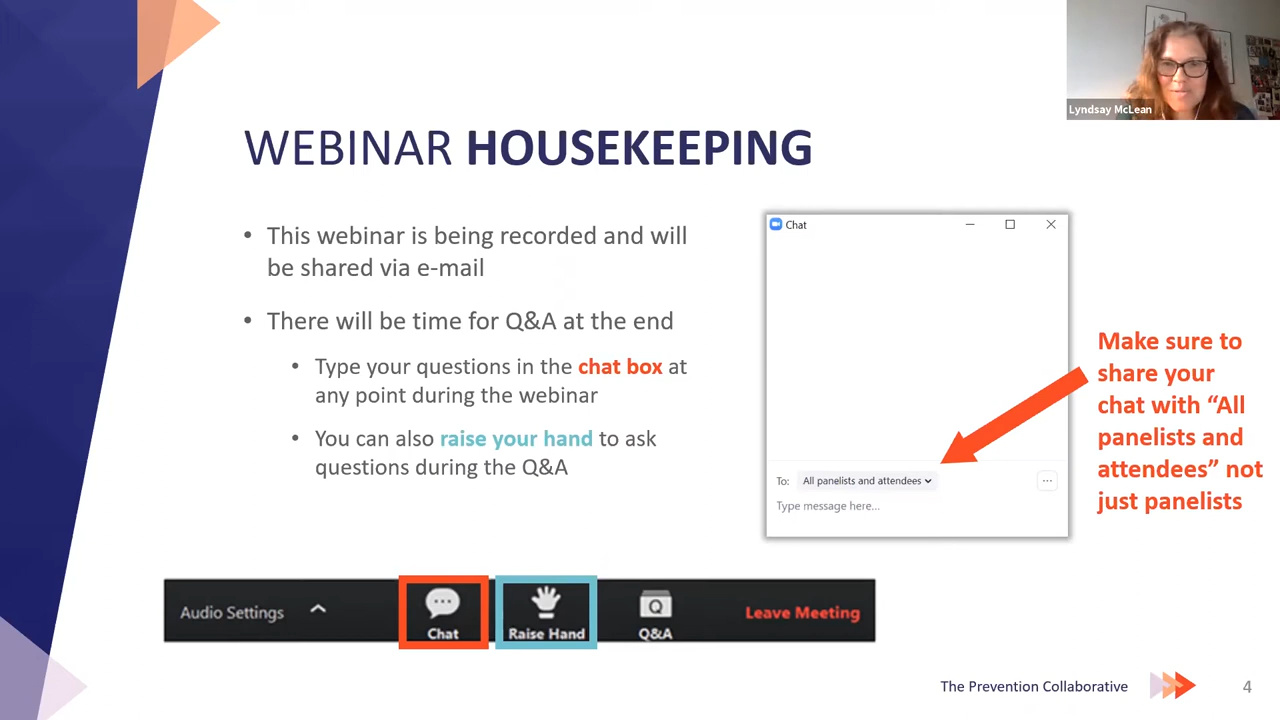 Lyndsay McLean
WEBINAR HOUSEKEEPING
• This webinar is being recorded and will
be shared via e-mail
• There will be time for Q&A at the end
• Type your questions in the chat box at
any point during the webinar
• You can also raise your hand to ask
questions during the Q&A
Chat
To: All panelists and attendees
Type message here...
Make sure to
share your
chat with “All
panelists and
attendees” not
just panelists
Audio Settings
Chat
Raise Hand
Q
Q&A
Leave Meeting
The Prevention Collaborative
4